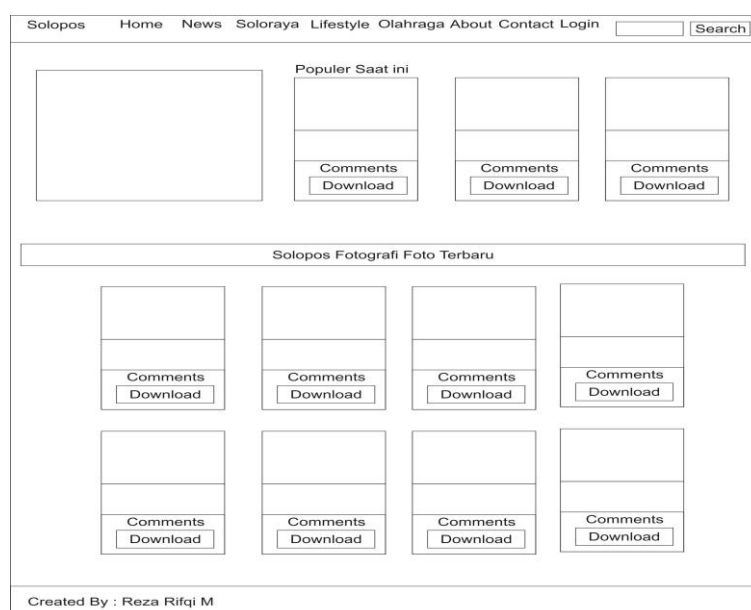 Solopos Home News Soloraya Lifestyle Olahraga About Contact Login Search
Populer Saat ini
Comments Comments Comments
Download Download Download
Solopos Fotografi Foto Terbaru
Comments Comments Comments Comments
Download Download Download Download
Comments Comments Comments Comments
Download Download Download Download
Created By : Reza Rifqi M